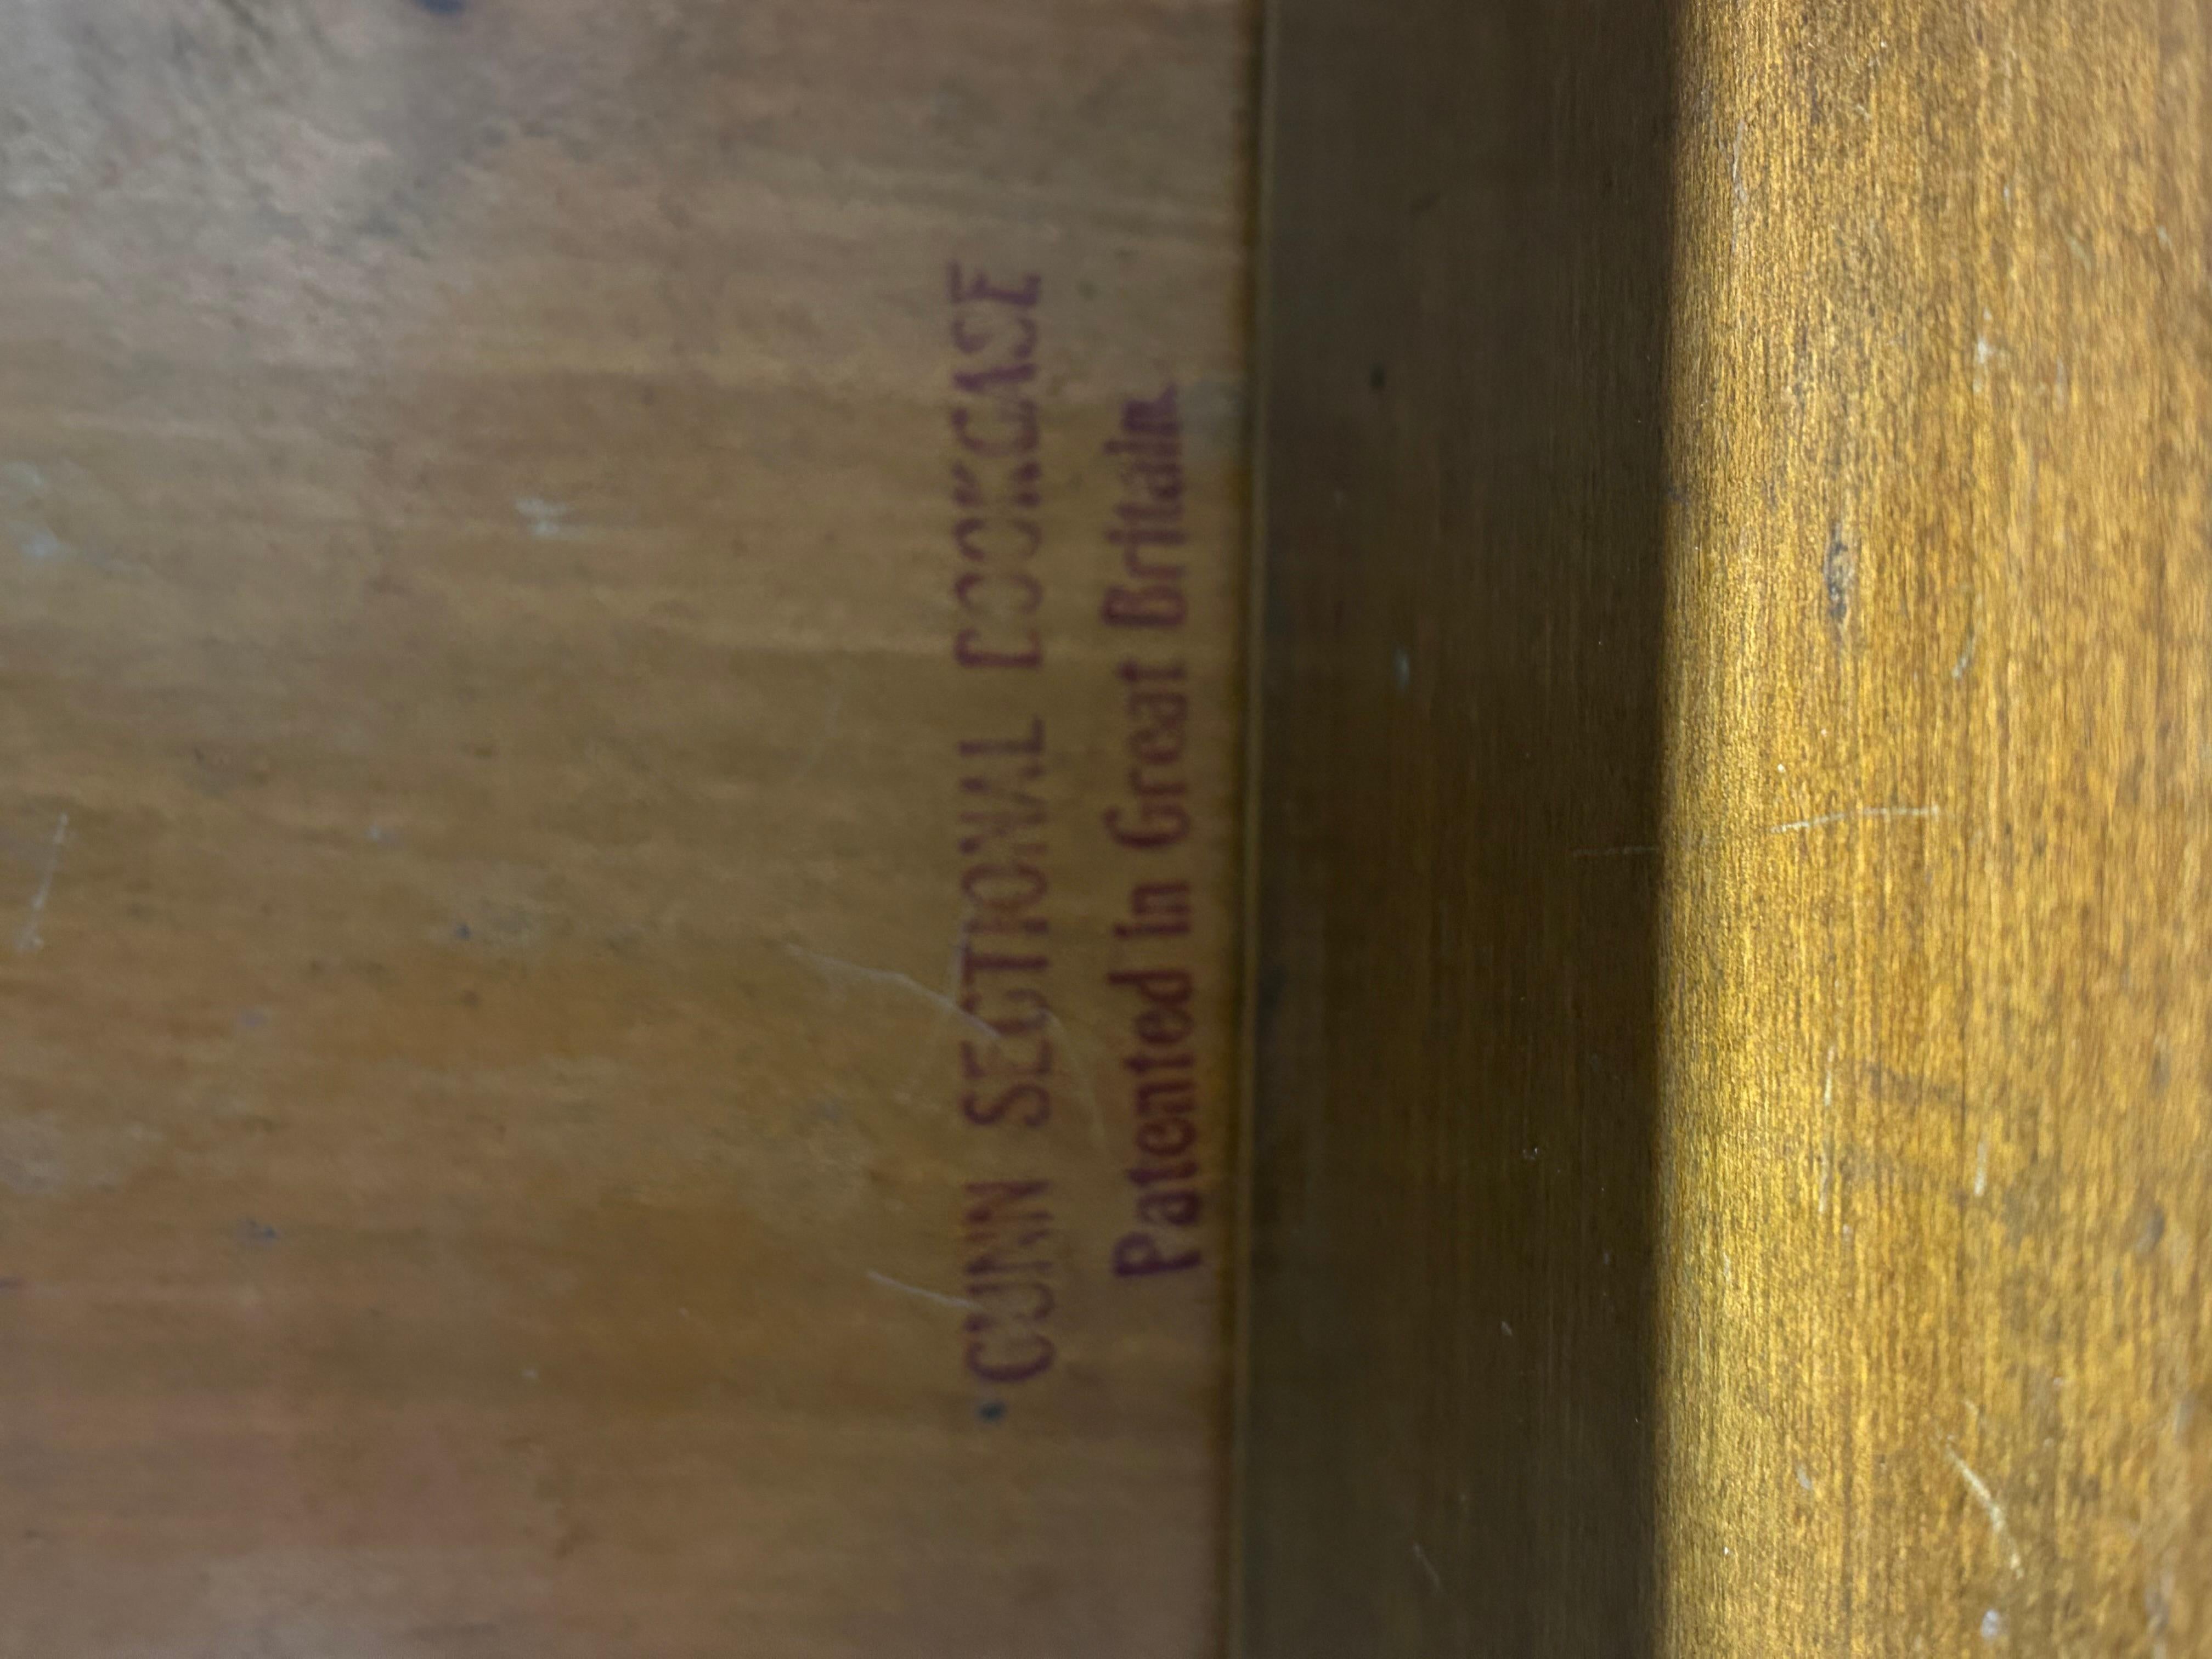 GUNN SECTIONAL BOOKCASE
Patented in Great Britain